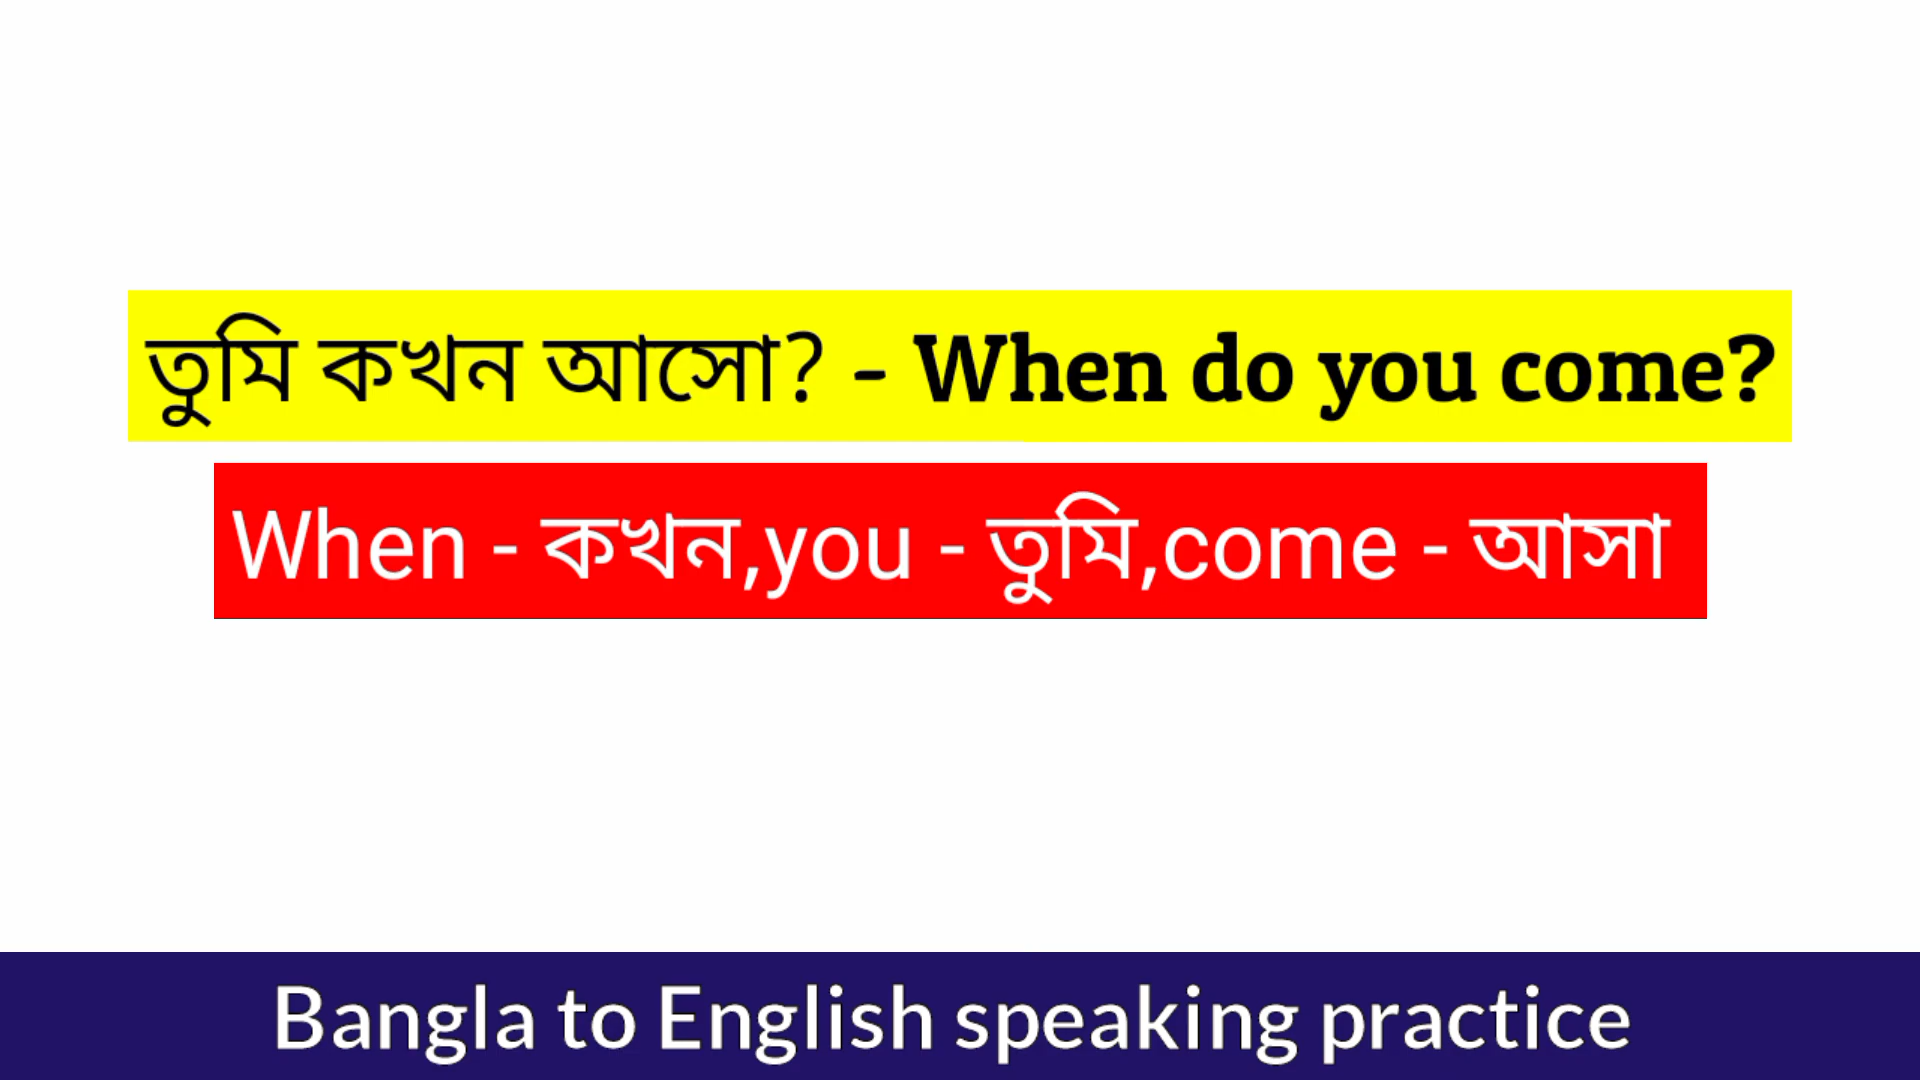 তুমি কখন আসো? - When do you come?
When - কখন,you - তুমি,come - আসা
Bangla to English speaking practice